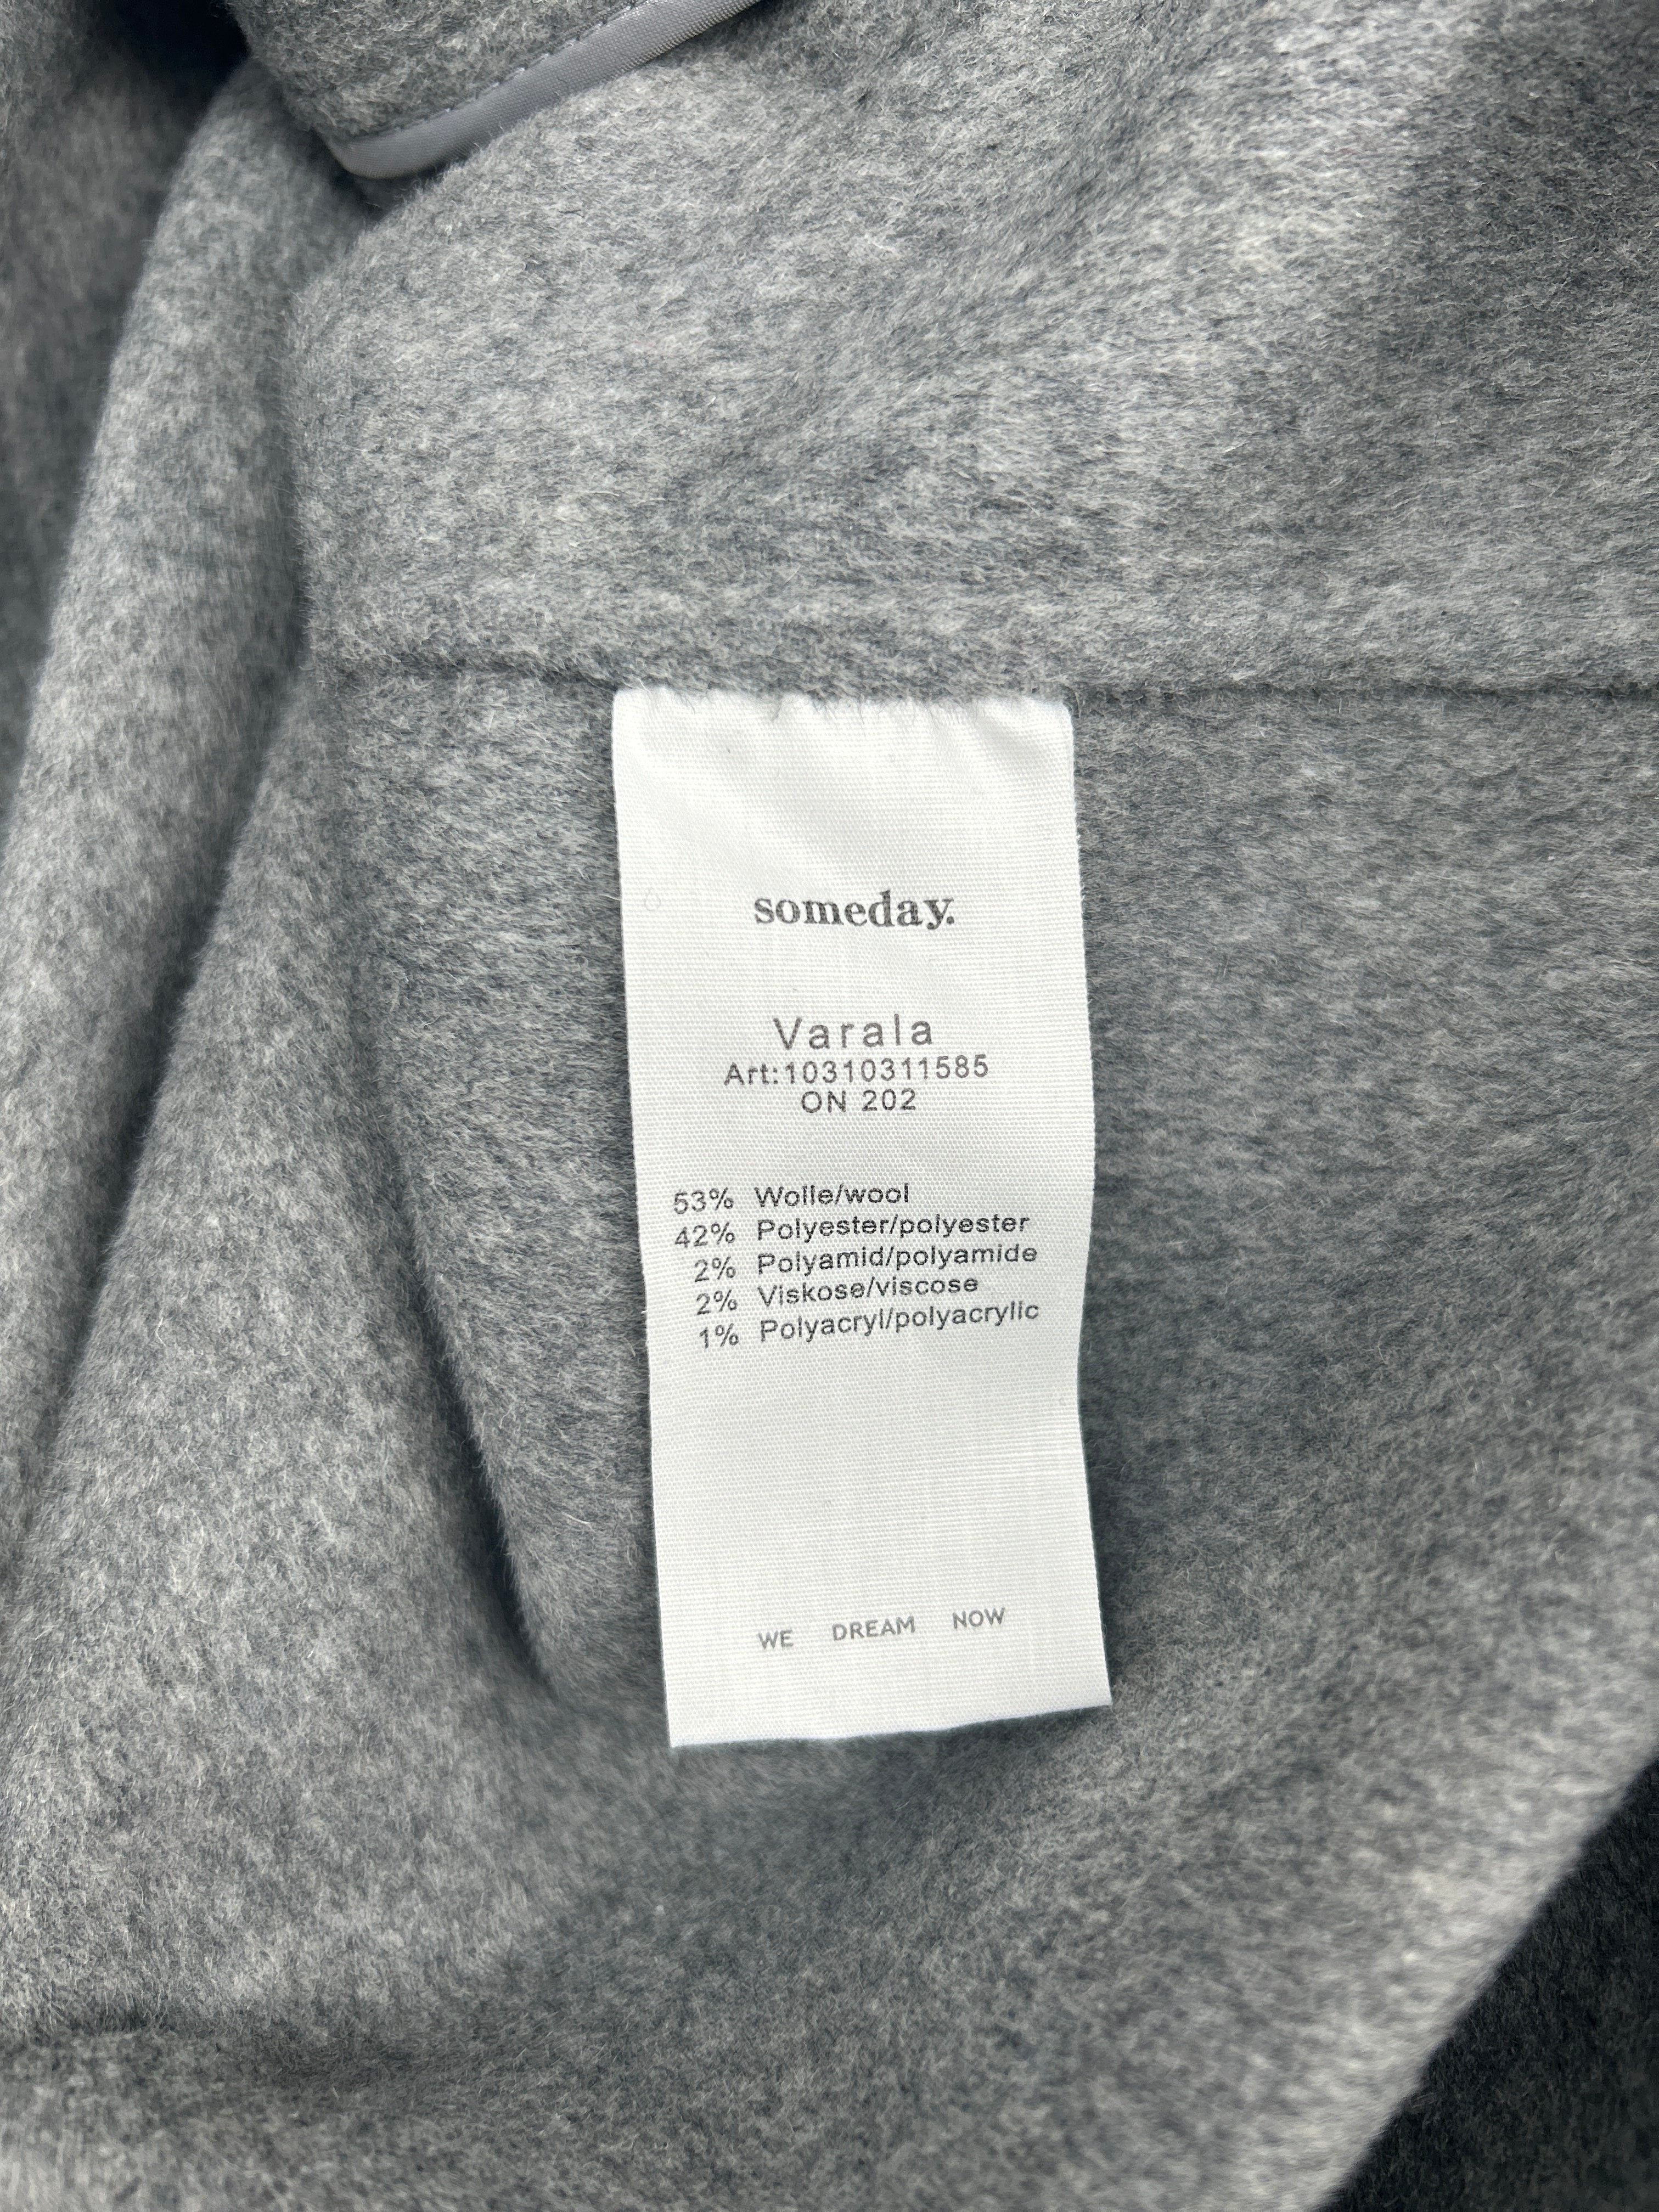 someday.
Varala
Art:10310311585
ON 202
53% Wolle/wool
42% Polyester/polyester
2% Polyamid/polyamide
2% Viskose/viscose
1% Polyacryl/polyacrylic
WE DREAM NOW